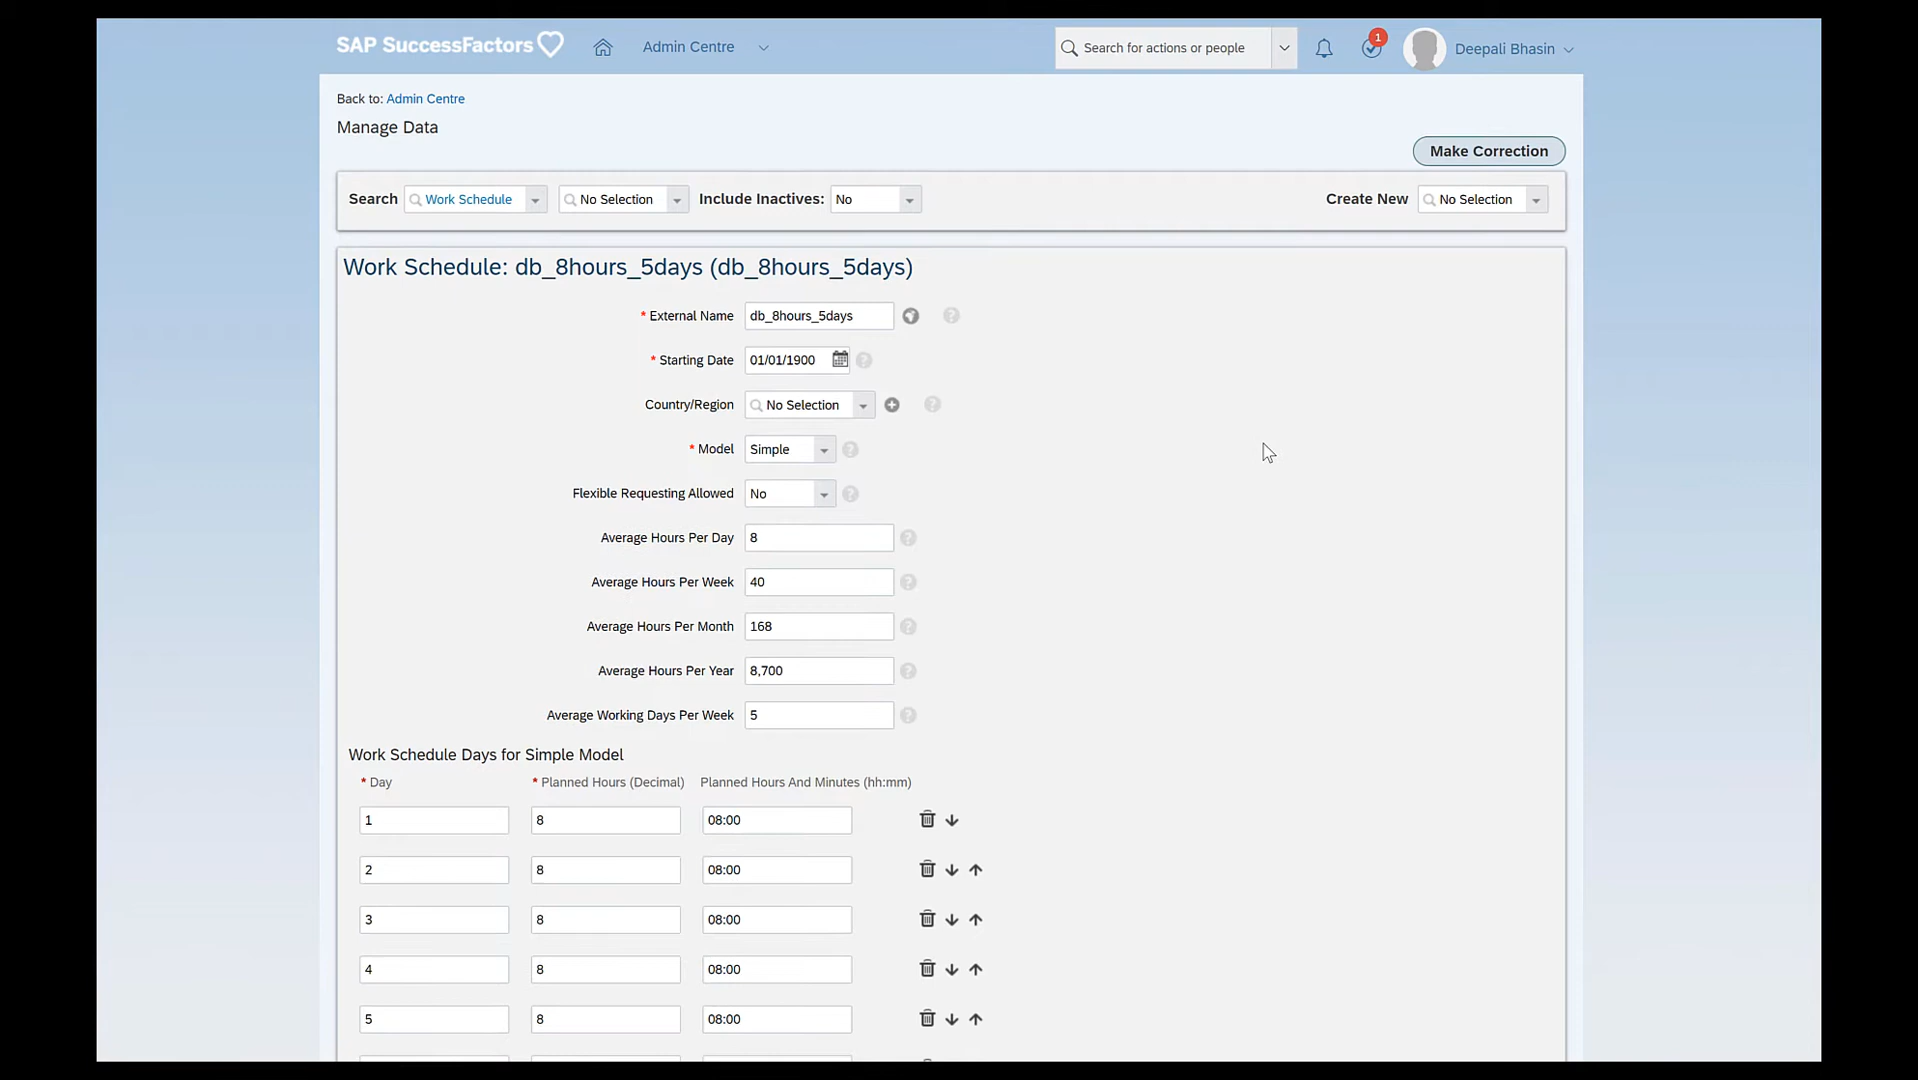 SAP SuccessFactors Admin Centre Search for actions or people 1 Deepali Bhasin
Back to: Admin Centre
Manage Data
Make Correction
Search Work Schedule No Selection Include Inactives: No Create New No Selection
Work Schedule: db_8hours_5days (db_8hours_5days)
* External Name db_8hours_5days ?
* Starting Date 01/01/1900 ?
Country/Region No Selection ?
* Model Simple ?
Flexible Requesting Allowed No ?
Average Hours Per Day 8 ?
Average Hours Per Week 40 ?
Average Hours Per Month 168 ?
Average Hours Per Year 8,700 ?
Average Working Days Per Week 5 ?
Work Schedule Days for Simple Model
* Day * Planned Hours (Decimal) Planned Hours And Minutes (hh:mm)
1 8 08:00
2 8 08:00
3 8 08:00
4 8 08:00
5 8 08:00